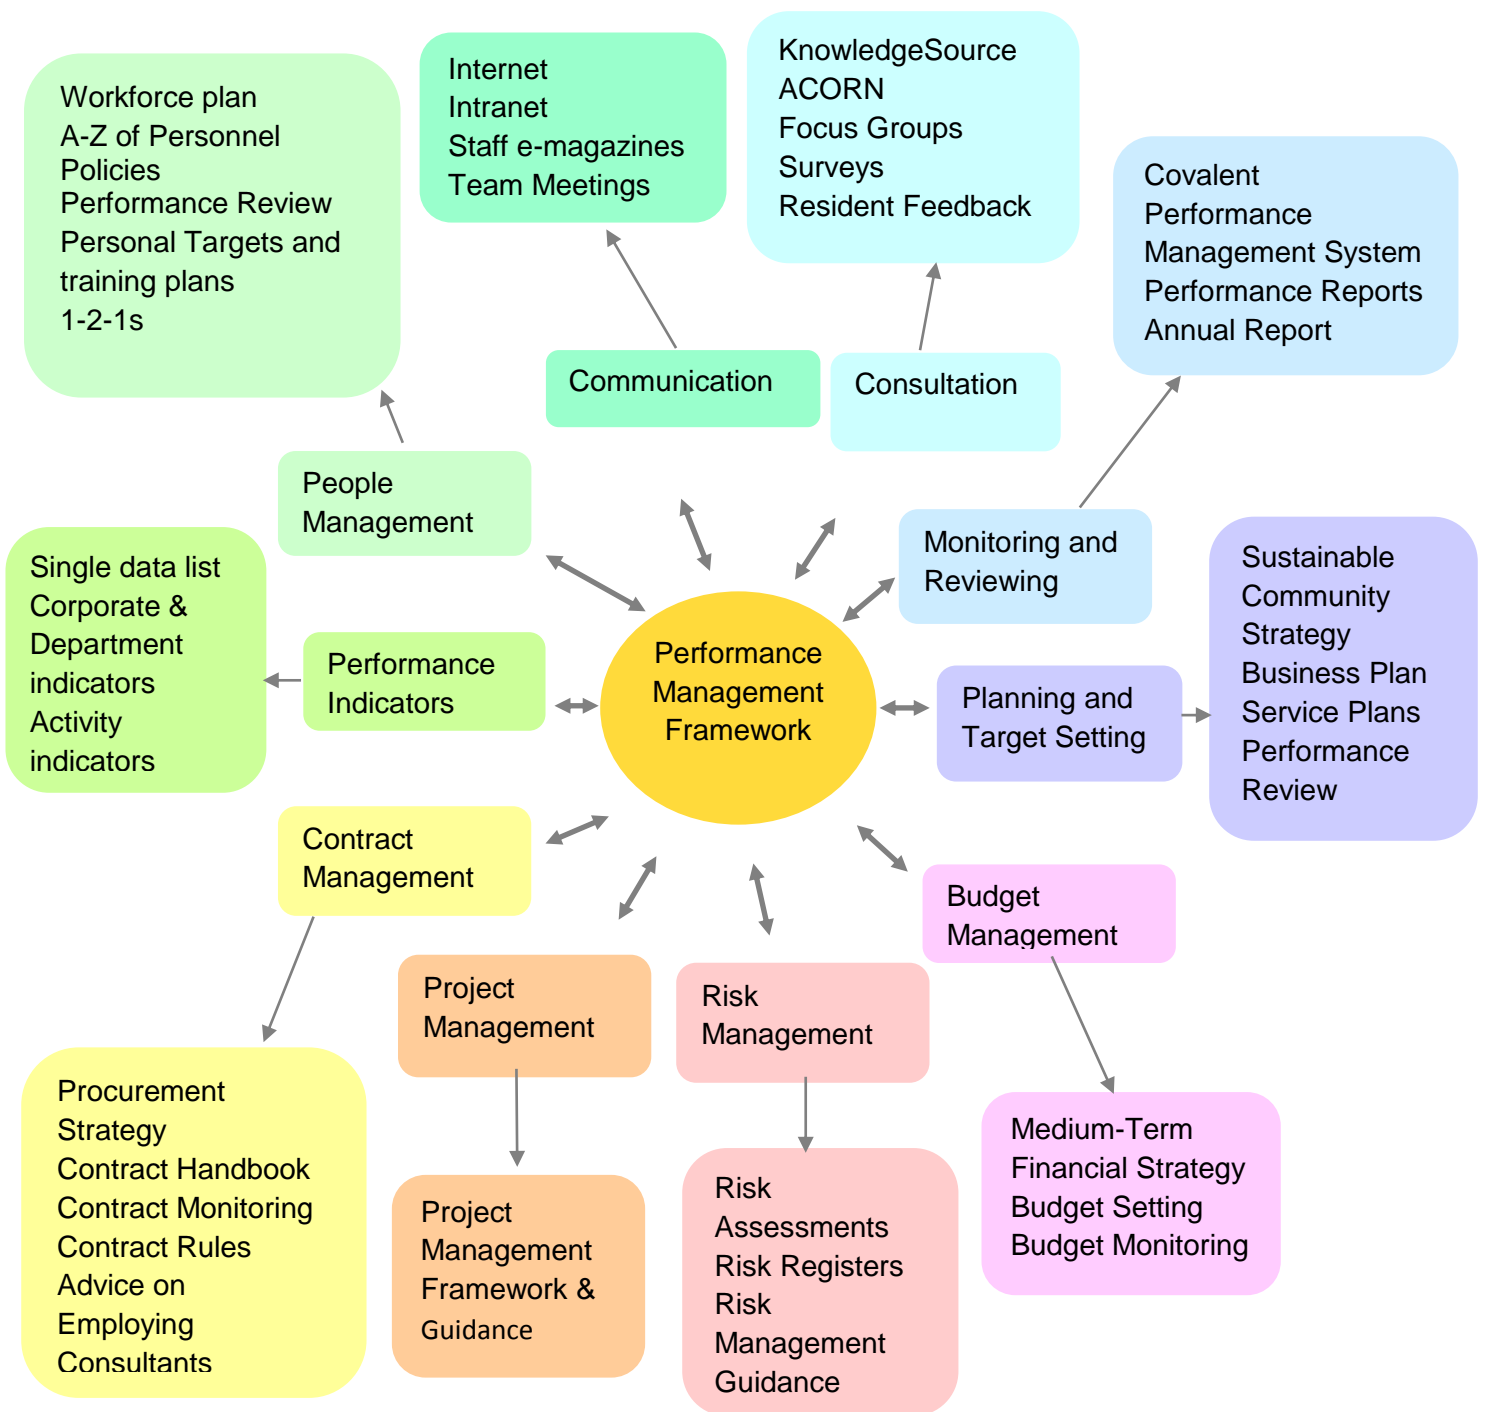 Workforce plan
A-Z of Personnel
Policies
Performance Review
Personal Targets and
training plans
1-2-1s
Internet
Intranet
Staff e-magazines
Team Meetings
KnowledgeSource
ACORN
Focus Groups
Surveys
Resident Feedback
Covalent
Performance
Management System
Performance Reports
Annual Report
Communication
Consultation
People
Management
Monitoring and
Reviewing
Single data list
Corporate &
Department
indicators
Activity
indicators
Performance
Indicators
Performance
Management
Framework
Planning and
Target Setting
Sustainable
Community
Strategy
Business Plan
Service Plans
Performance
Review
Contract
Management
Budget
Management
Project
Management
Risk
Management
Procurement
Strategy
Contract Handbook
Contract Monitoring
Contract Rules
Advice on
Employing
Consultants
Project
Management
Framework &
Guidance
Risk
Assessments
Risk Registers
Risk
Management
Guidance
Medium-Term
Financial Strategy
Budget Setting
Budget Monitoring